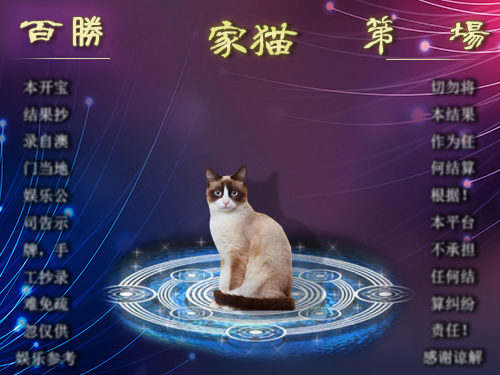 百勝
家猫
第 場
本开宝
结果抄
录自澳
门当地
娱乐公
司告示
牌，手
工抄录
难免疏
忽仅供
娱乐参考
切勿将
本结果
作为任
何结算
根据！
本平台
不承担
任何结
算纠纷
责任！
感谢谅解